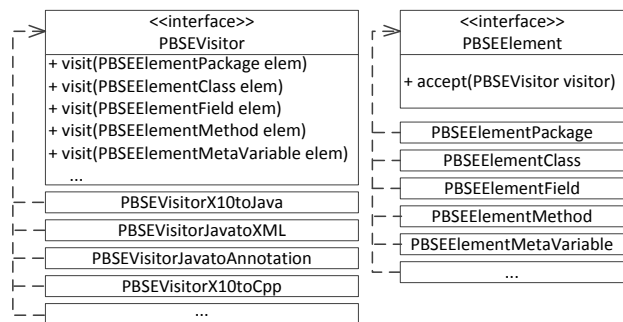 <<interface>>
PBSEVisitor
+ visit(PBSEElementPackage elem)
+ visit(PBSEElementClass elem)
+ visit(PBSEElementField elem)
+ visit(PBSEElementMethod elem)
+ visit(PBSEElementMetaVariable elem)
...
PBSEVisitorX10toJava
PBSEVisitorJavatoXML
PBSEVisitorJavatoAnnotation
PBSEVisitorX10toCpp
...
<<interface>>
PBSEElement
+ accept(PBSEVisitor visitor)
PBSEElementPackage
PBSEElementClass
PBSEElementField
PBSEElementMethod
PBSEElementMetaVariable
...